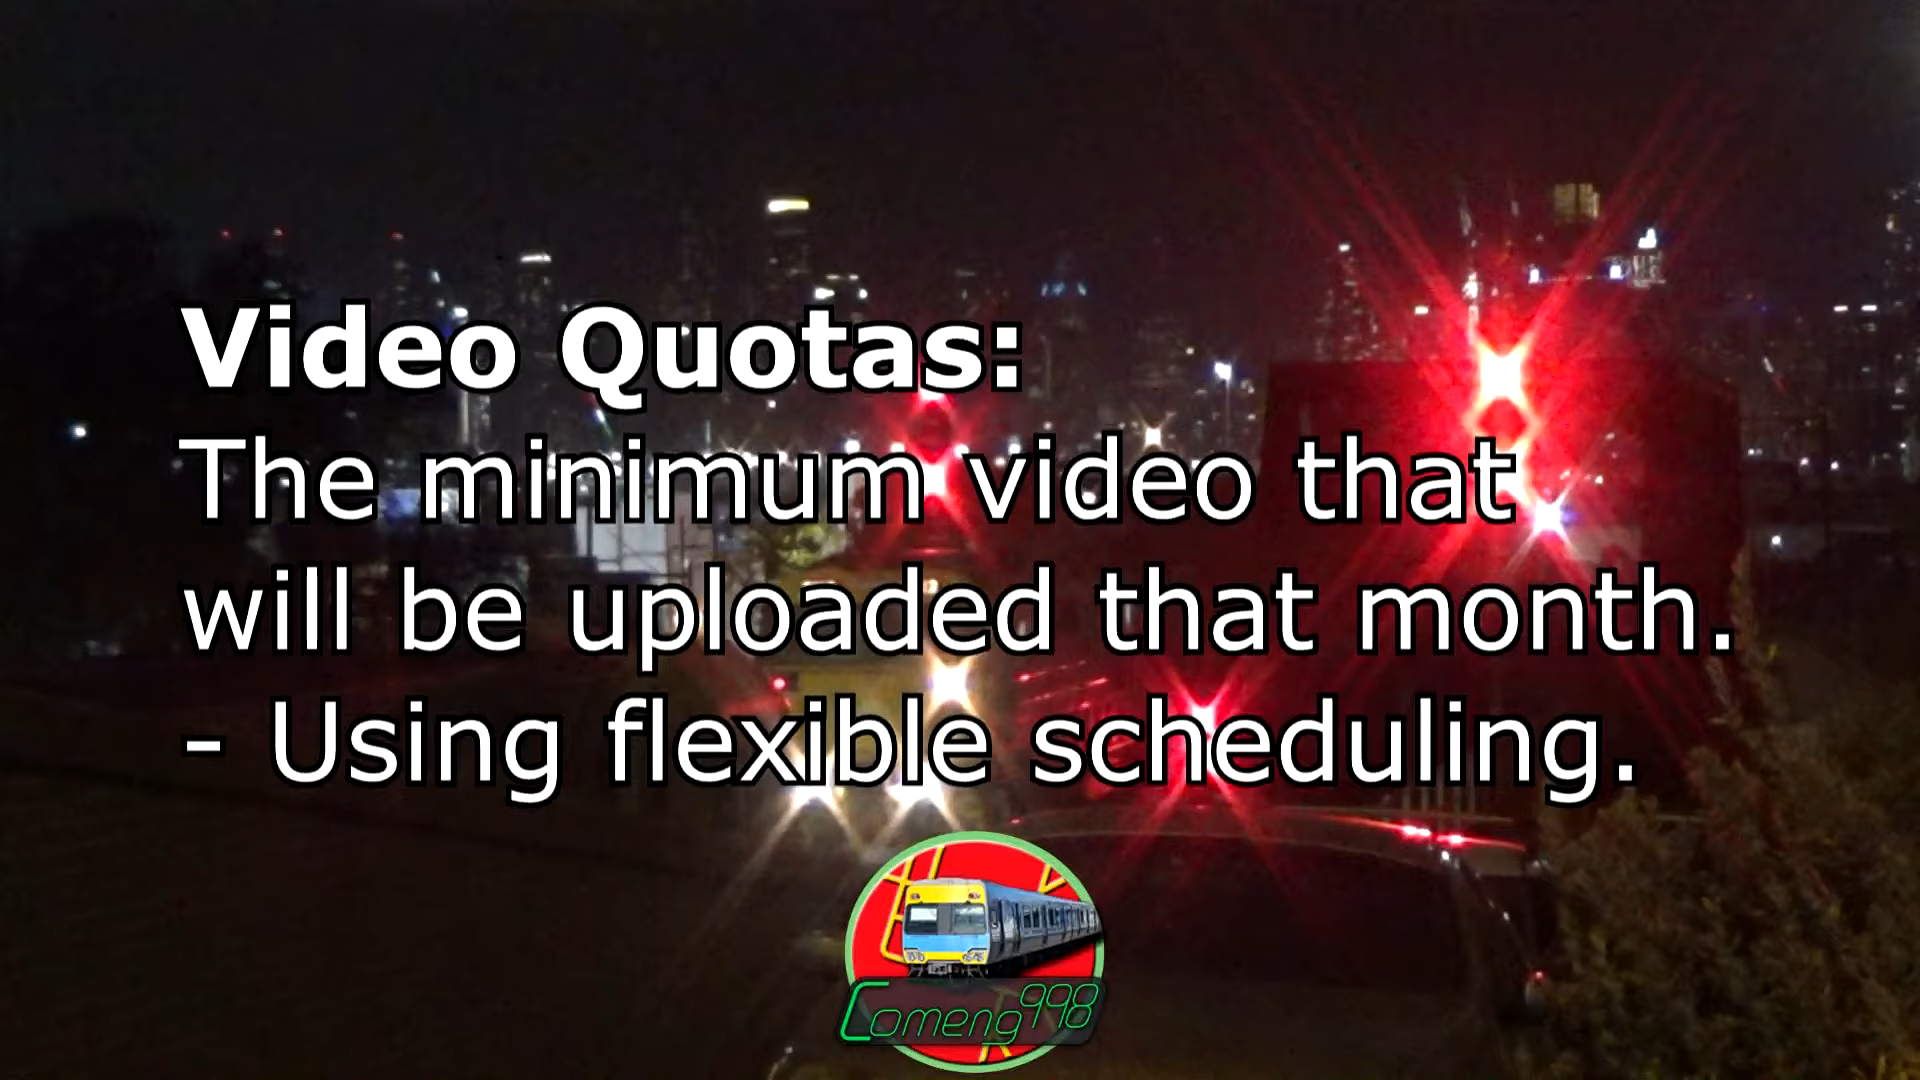 Video Quotas:
The minimum video that
will be uploaded that month.
- Using flexible scheduling.
Comeng998